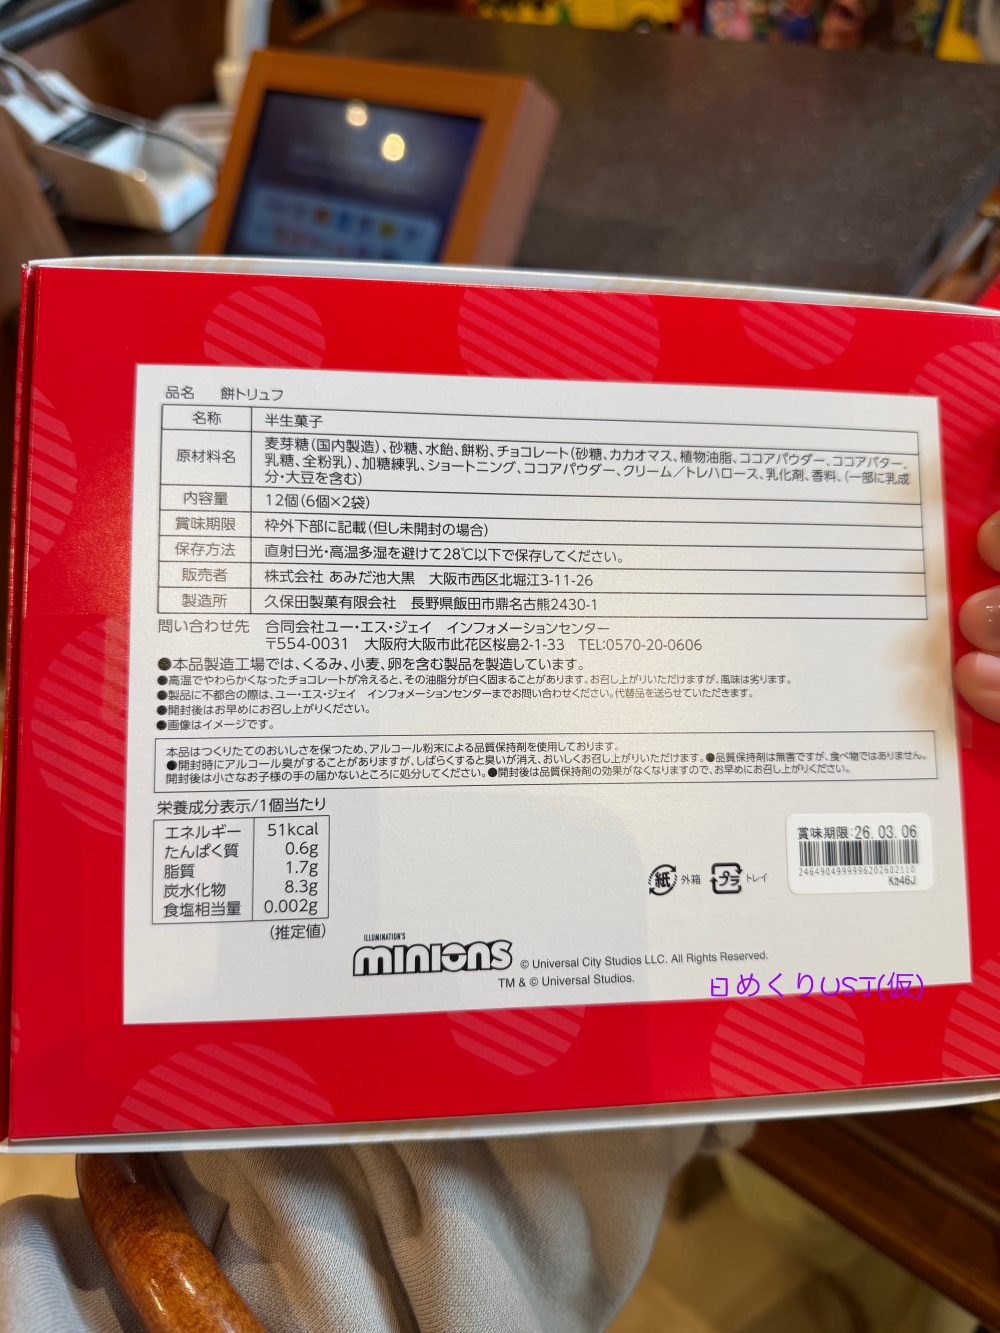 品名 餅トリュフ
名称 半生菓子
原材料名 麦芽糖(国内製造)、砂糖、水飴、餅粉、チョコレート(砂糖、カカオマス、植物油脂、ココアパウダー、ココアバター、
乳糖、全粉乳)、加糖練乳、ショートニング、ココアパウダー、クリーム/トレハロース、乳化剤、香料、(一部に乳成
分・大豆を含む)
内容量 12個(6個×2袋)
賞味期限 枠外下部に記載(但し未開封の場合)
保存方法 直射日光・高温多湿を避けて28℃以下で保存してください。
販売者 株式会社 あみだ池大黒 大阪市西区北堀江3-11-26
製造所 久保田製菓有限会社 長野県飯田市鼎名古熊2430-1
問い合わせ先 合同会社ユー・エス・ジェイ インフォメーションセンター
〒554-0031 大阪府大阪市此花区桜島2-1-33 TEL:0570-20-0606
●本品製造工場では、くるみ、小麦、卵を含む製品を製造しています。
●高温でやわらかくなったチョコレートが冷えると、その油脂分が白く固まることがあります。お召し上がりいただけますが、風味は劣ります。
●製品に不都合の際は、ユー・エス・ジェイ インフォメーションセンターまでお問い合わせください。代替品を送らせていただきます。
●開封後はお早めにお召し上がりください。
●画像はイメージです。
本品はつくりたてのおいしさを保つため、アルコール粉末による品質保持剤を使用しております。
●開封時にアルコール臭がすることがありますが、しばらくすると臭いが消え、おいしくお召し上がりいただけます。●品質保持剤は無害ですが、食べ物ではありません。
開封後は小さなお子様の手の届かないところに処分してください。●開封後は品質保持剤の効果がなくなりますので、お早めにお召し上がりください。
栄養成分表示/1個当たり
エネルギー 51kcal
たんぱく質 0.6g
脂質 1.7g
炭水化物 8.3g
食塩相当量 0.002g
(推定値)
紙 外箱 プラ トレイ
賞味期限:26.03.06
2464904999996202602110
Kカ46J
ILLUMINATION'S
minions © Universal City Studios LLC. All Rights Reserved.
TM & © Universal Studios.
日めくりUSJ(仮)